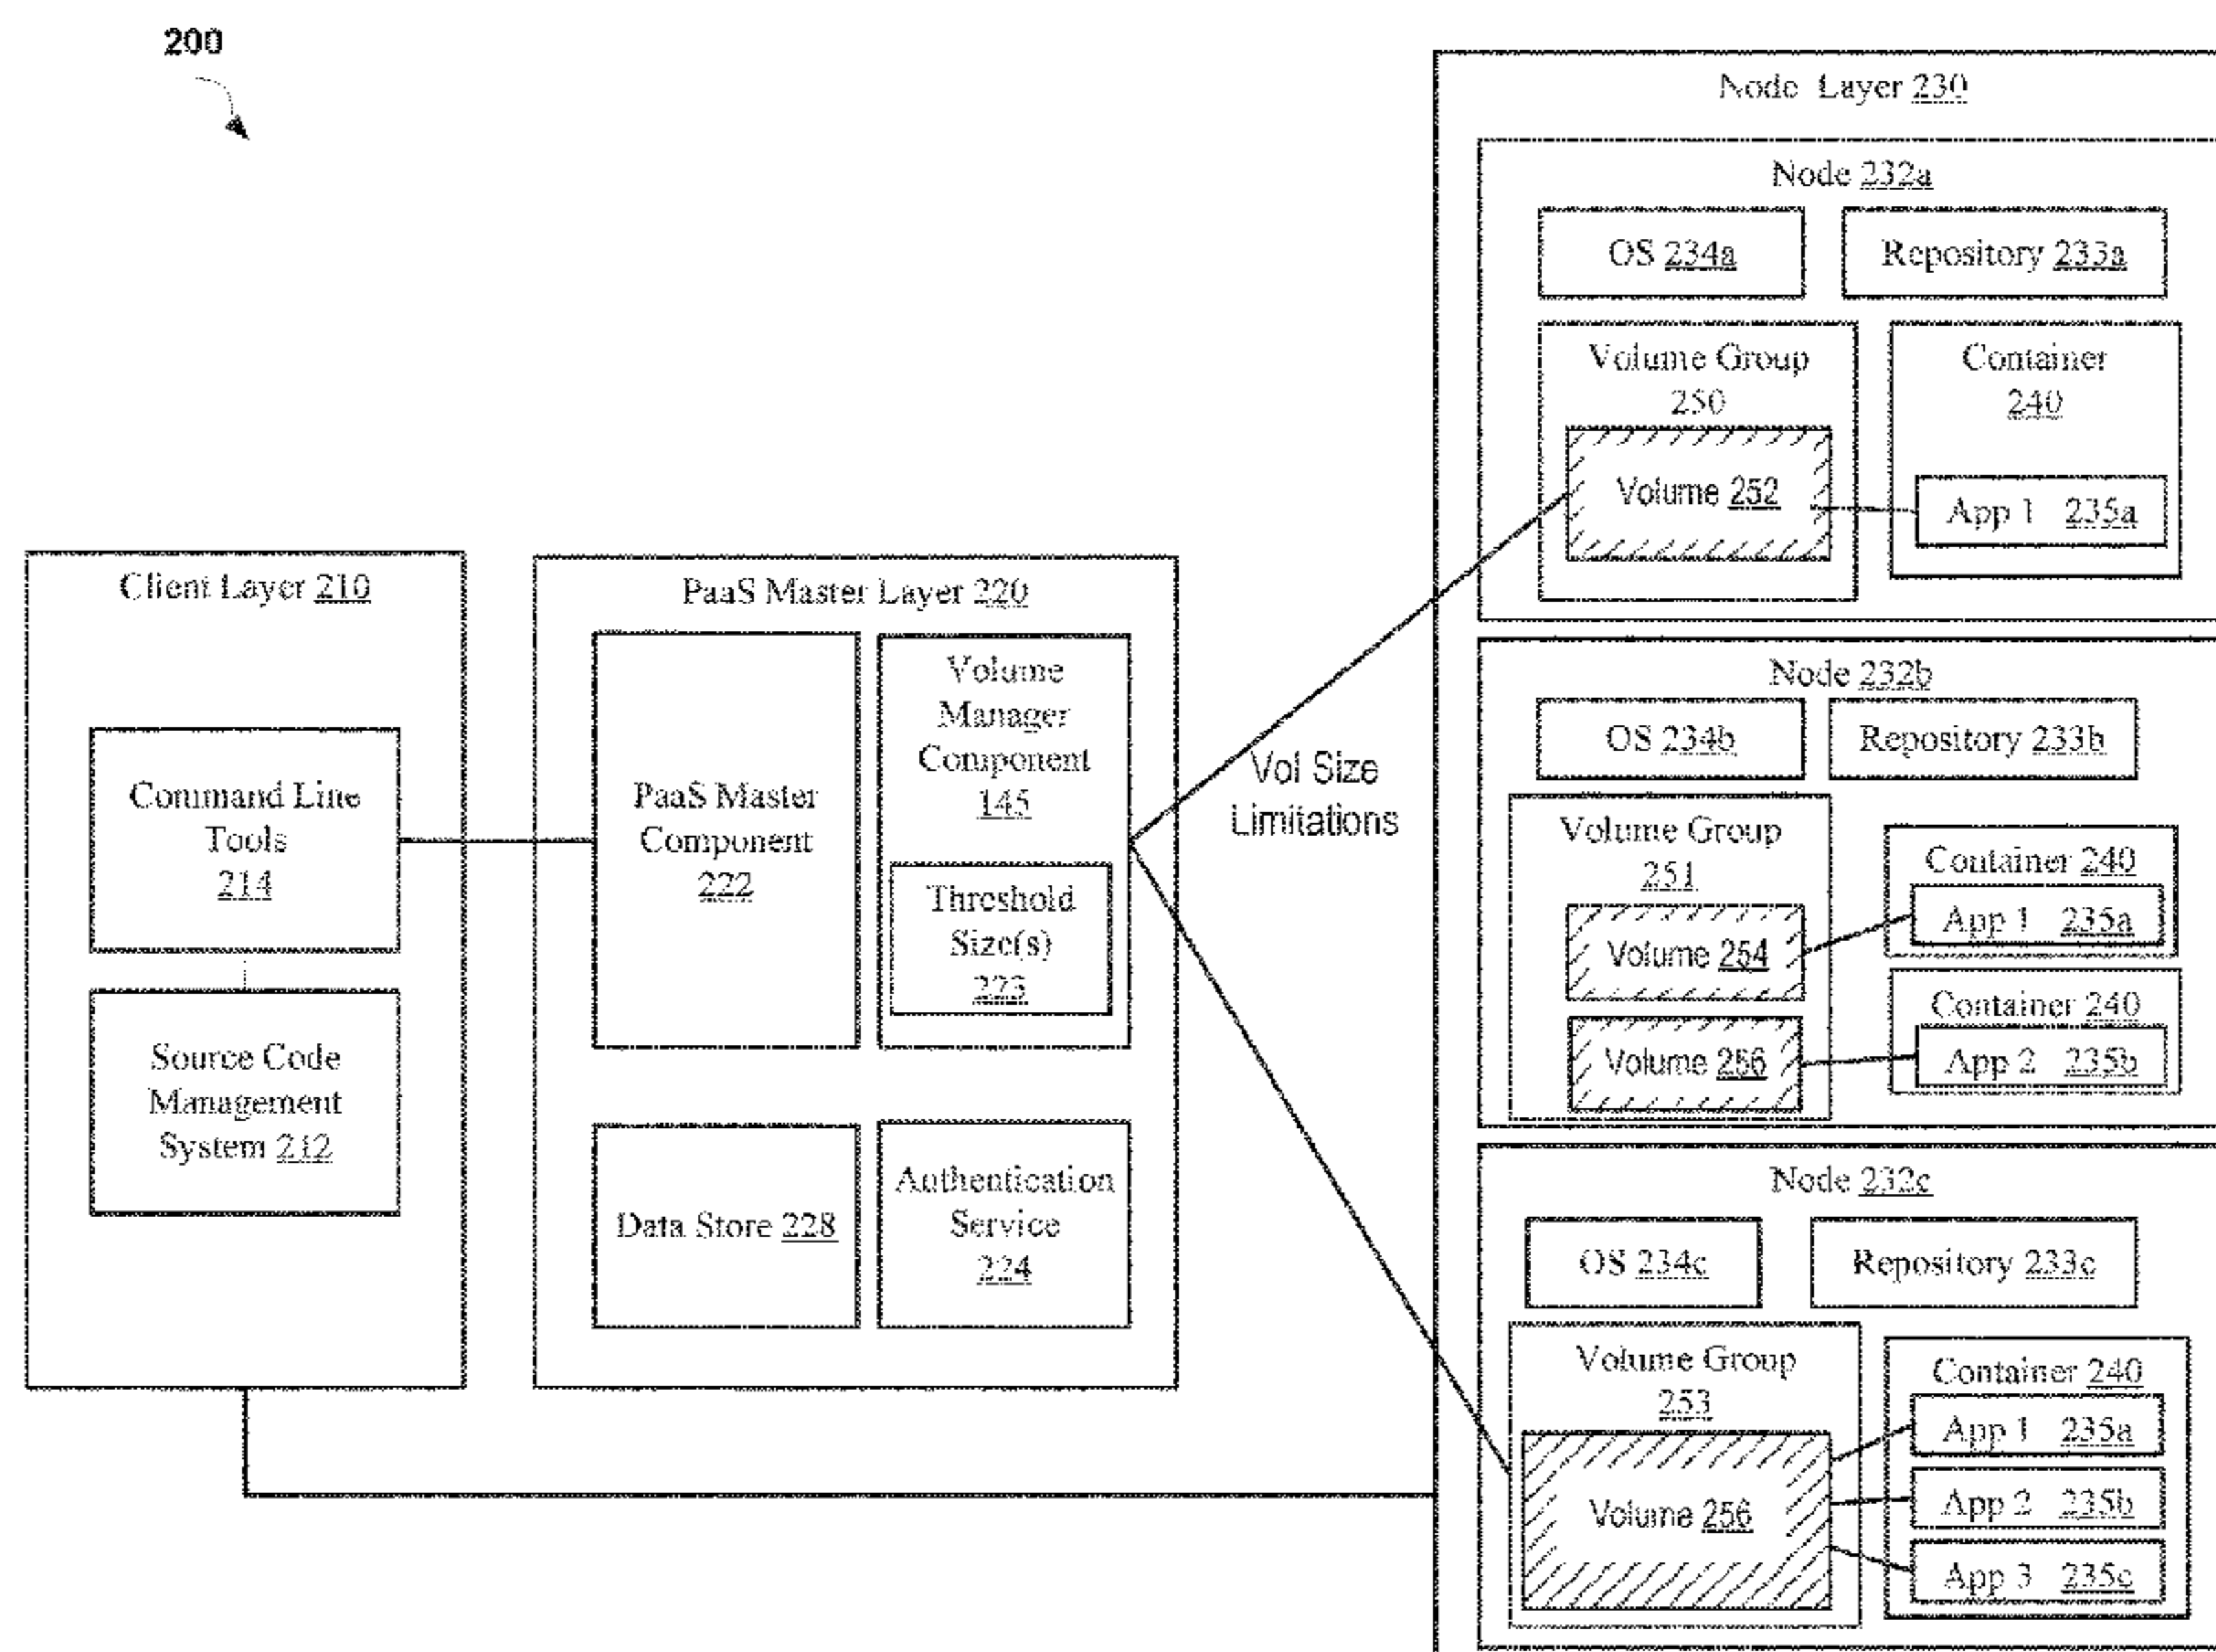 200
Client Layer 210
Command Line
Tools
214
Source Code
Management
System 212
PaaS Master Layer 220
PaaS Master
Component
222
Volume
Manager
Component
145
Threshold
Size(s)
223
Data Store 228
Authentication
Service
224
Vol Size
Limitations
Node Layer 230
Node 232a
OS 234a
Repository 233a
Volume Group
250
Volume 252
Container
240
App 1 235a
Node 232b
OS 234b
Repository 233b
Volume Group
251
Volume 254
Volume 256
Container 240
App 1 235a
Container 240
App 2 235b
Node 232c
OS 234c
Repository 233c
Volume Group
253
Volume 256
Container 240
App 1 235a
App 2 235b
App 3 235c